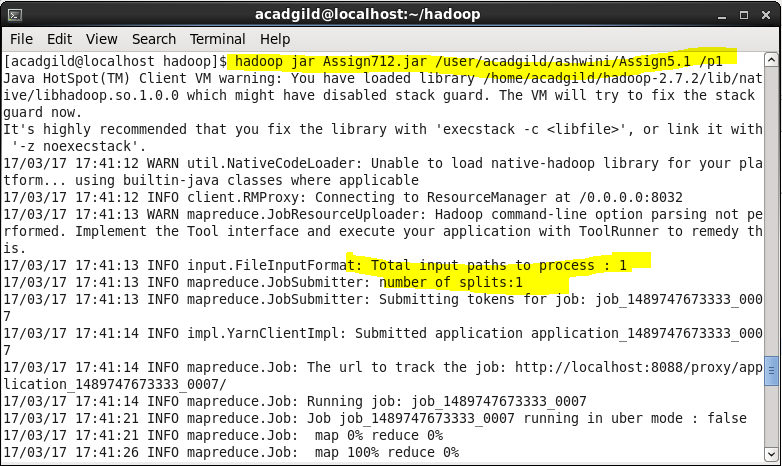 acadgild@localhost:~/hadoop
File Edit View Search Terminal Help
[acadgild@localhost hadoop]$ hadoop jar Assign712.jar /user/acadgild/ashwini/Assign5.1 /p1
Java HotSpot(TM) Client VM warning: You have loaded library /home/acadgild/hadoop-2.7.2/lib/nat
ive/libhadoop.so.1.0.0 which might have disabled stack guard. The VM will try to fix the stack
guard now.
It's highly recommended that you fix the library with 'execstack -c <libfile>', or link it with
 '-z noexecstack'.
17/03/17 17:41:12 WARN util.NativeCodeLoader: Unable to load native-hadoop library for your pla
tform... using builtin-java classes where applicable
17/03/17 17:41:12 INFO client.RMProxy: Connecting to ResourceManager at /0.0.0.0:8032
17/03/17 17:41:13 WARN mapreduce.JobResourceUploader: Hadoop command-line option parsing not pe
rformed. Implement the Tool interface and execute your application with ToolRunner to remedy th
is.
17/03/17 17:41:13 INFO input.FileInputFormat: Total input paths to process : 1
17/03/17 17:41:13 INFO mapreduce.JobSubmitter: number of splits:1
17/03/17 17:41:13 INFO mapreduce.JobSubmitter: Submitting tokens for job: job_1489747673333_000
7
17/03/17 17:41:14 INFO impl.YarnClientImpl: Submitted application application_1489747673333_000
7
17/03/17 17:41:14 INFO mapreduce.Job: The url to track the job: http://localhost:8088/proxy/app
lication_1489747673333_0007/
17/03/17 17:41:14 INFO mapreduce.Job: Running job: job_1489747673333_0007
17/03/17 17:41:21 INFO mapreduce.Job: Job job_1489747673333_0007 running in uber mode : false
17/03/17 17:41:21 INFO mapreduce.Job:  map 0% reduce 0%
17/03/17 17:41:26 INFO mapreduce.Job:  map 100% reduce 0%